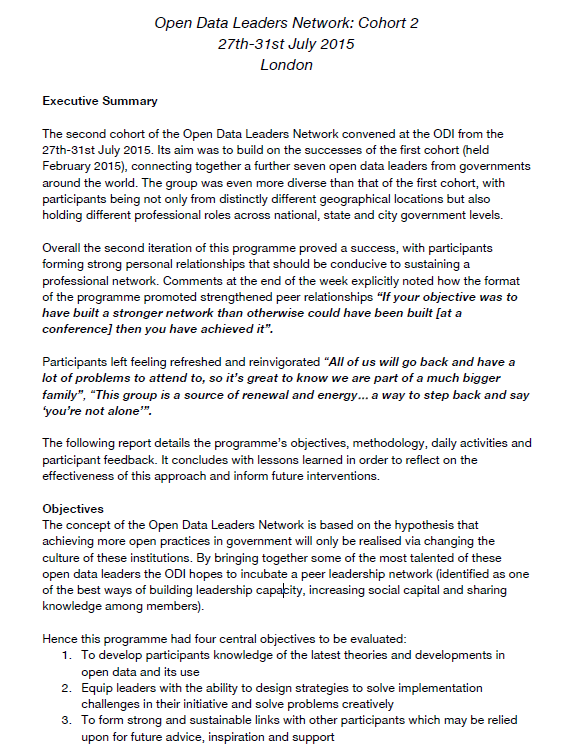 Open Data Leaders Network: Cohort 2
27th-31st July 2015
London
Executive Summary
The second cohort of the Open Data Leaders Network convened at the ODI from the
27th-31st July 2015. Its aim was to build on the successes of the first cohort (held
February 2015), connecting together a further seven open data leaders from governments
around the world. The group was even more diverse than that of the first cohort, with
participants being not only from distinctly different geographical locations but also
holding different professional roles across national, state and city government levels.
Overall the second iteration of this programme proved a success, with participants
forming strong personal relationships that should be conducive to sustaining a
professional network. Comments at the end of the week explicitly noted how the format
of the programme promoted strengthened peer relationships “If your objective was to
have built a stronger network than otherwise could have been built [at a
conference] then you have achieved it”.
Participants left feeling refreshed and reinvigorated “All of us will go back and have a
lot of problems to attend to, so it’s great to know we are part of a much bigger
family”, “This group is a source of renewal and energy... a way to step back and say
‘you’re not alone’”.
The following report details the programme’s objectives, methodology, daily activities and
participant feedback. It concludes with lessons learned in order to reflect on the
effectiveness of this approach and inform future interventions.
Objectives
The concept of the Open Data Leaders Network is based on the hypothesis that
achieving more open practices in government will only be realised via changing the
culture of these institutions. By bringing together some of the most talented of these
open data leaders the ODI hopes to incubate a peer leadership network (identified as one
of the best ways of building leadership capacity, increasing social capital and sharing
knowledge among members).
Hence this programme had four central objectives to be evaluated:
1. To develop participants knowledge of the latest theories and developments in
open data and its use
2. Equip leaders with the ability to design strategies to solve implementation
challenges in their initiative and solve problems creatively
3. To form strong and sustainable links with other participants which may be relied
upon for future advice, inspiration and support